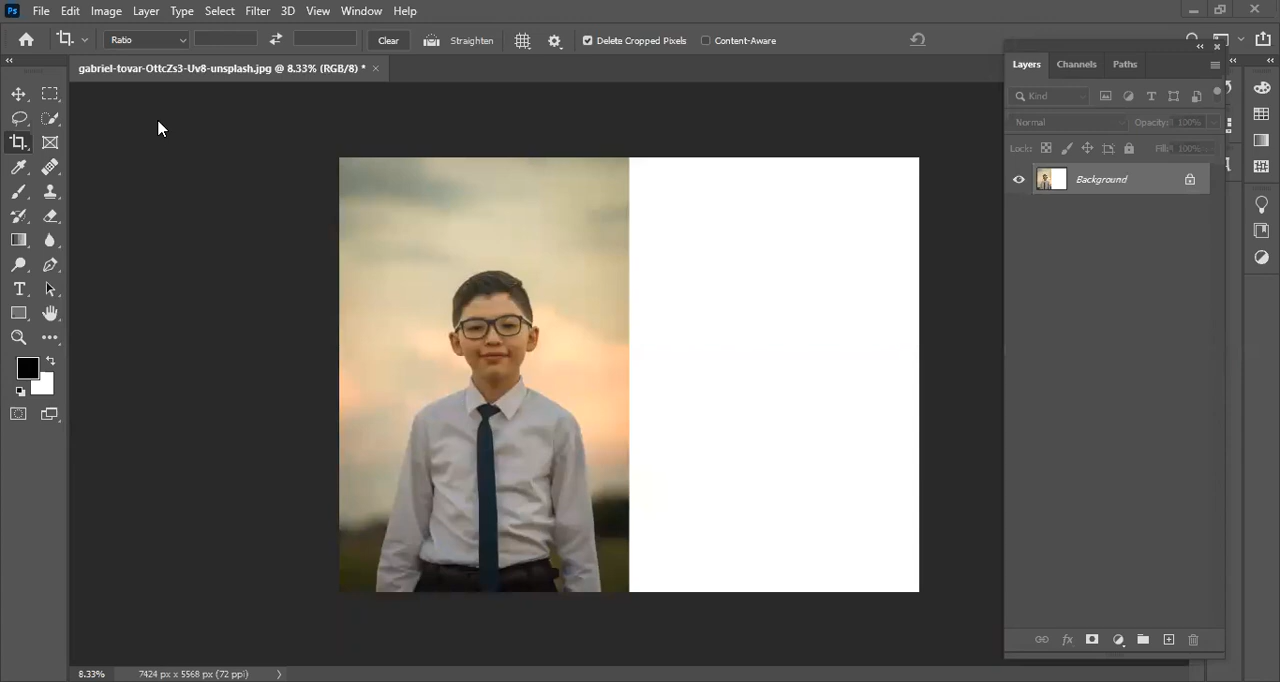 Ps File Edit Image Layer Type Select Filter 3D View Window Help
Ratio Clear Straighten Delete Cropped Pixels Content-Aware
gabriel-tovar-OttcZs3-Uv8-unsplash.jpg @ 8.33% (RGB/8) *
Layers Channels Paths
Kind
Normal Opacity: 100%
Lock: Fill: 100%
Background
fx
8.33% 7424 px x 5568 px (72 ppi)